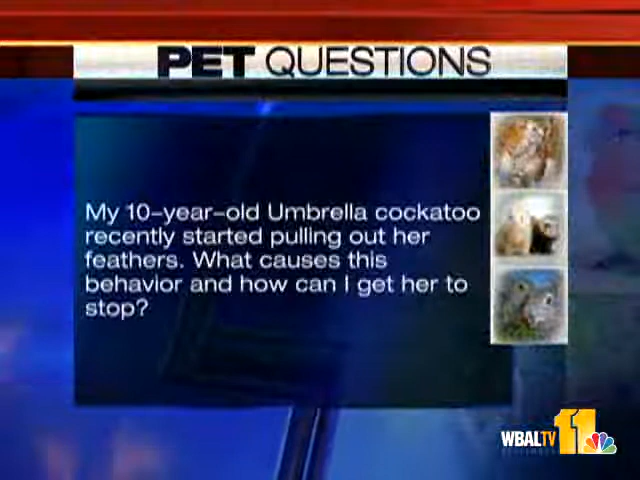 PET QUESTIONS
My 10-year-old Umbrella cockatoo
recently started pulling out her
feathers. What causes this
behavior and how can I get her to
stop?
WBALTV 11